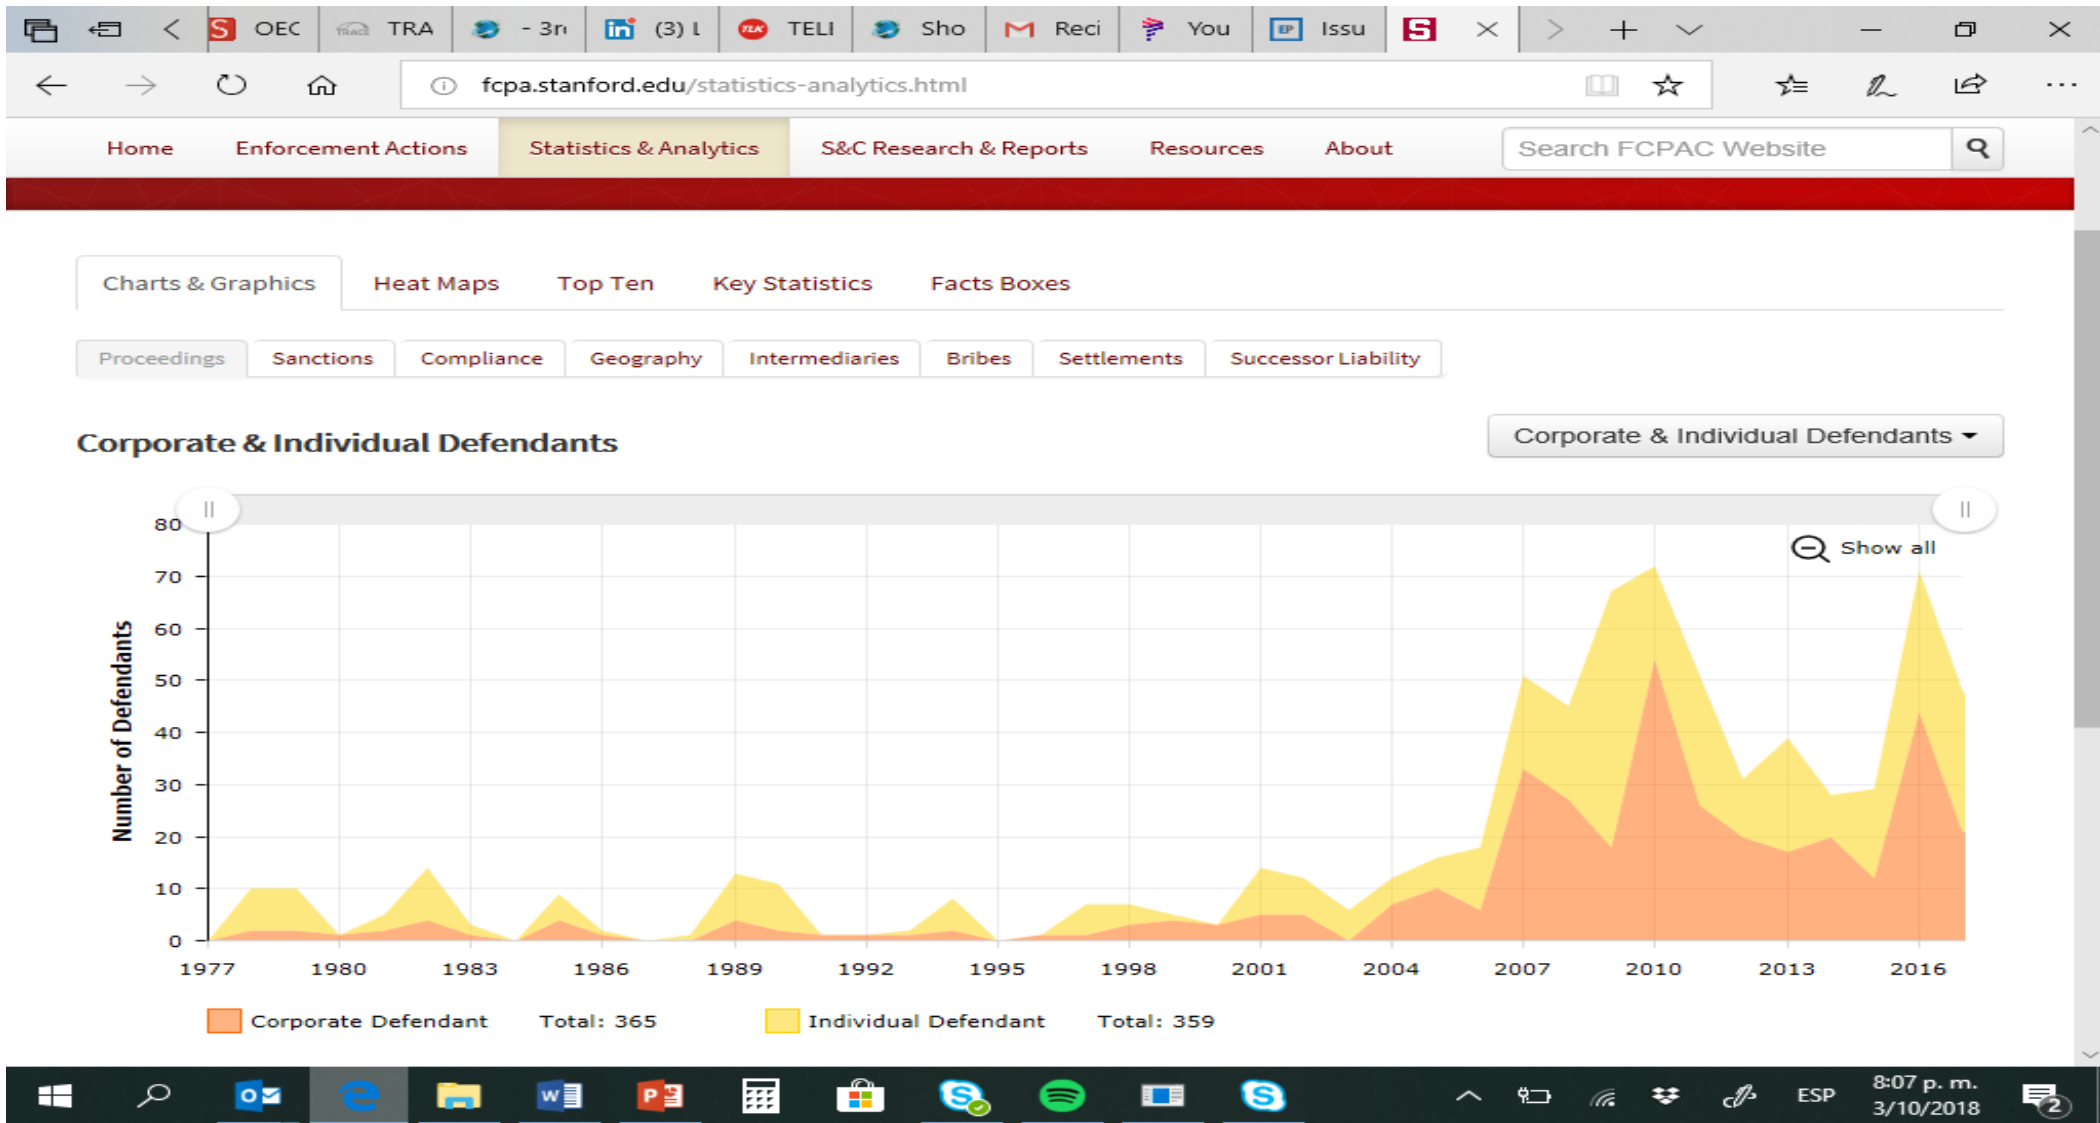 OEC TRA - 3r (3) L TELI Sho Reci You Issu
fcpa.stanford.edu/statistics-analytics.html
Home Enforcement Actions Statistics & Analytics S&C Research & Reports Resources About Search FCPAC Website
Charts & Graphics Heat Maps Top Ten Key Statistics Facts Boxes
Proceedings Sanctions Compliance Geography Intermediaries Bribes Settlements Successor Liability
Corporate & Individual Defendants
Corporate & Individual Defendants
Show all
Number of Defendants
80
70
60
50
40
30
20
10
0
1977 1980 1983 1986 1989 1992 1995 1998 2001 2004 2007 2010 2013 2016
Corporate Defendant Total: 365 Individual Defendant Total: 359
ESP
8:07 p. m.
3/10/2018
2